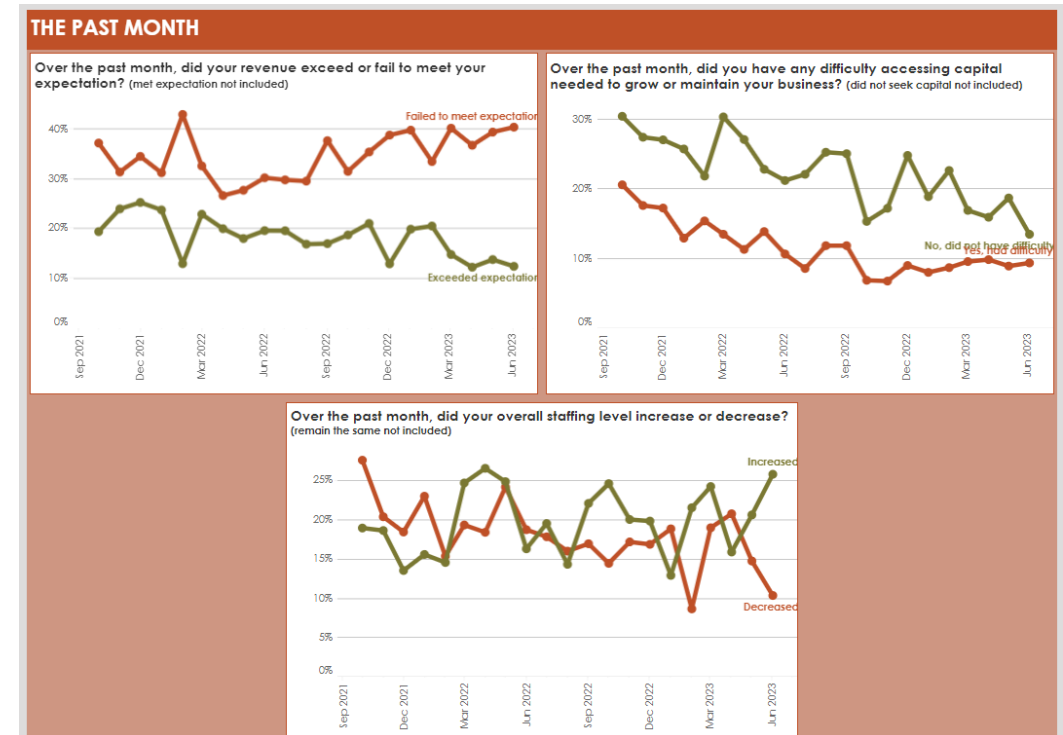 THE PAST MONTH
Over the past month, did your revenue exceed or fail to meet your
expectation? (met expectation not included)
Failed to meet expectation
40%
30%
20%
10%
0%
Exceeded expectation
Sep 2021
Dec 2021
Mar 2022
Jun 2022
Sep 2022
Dec 2022
Mar 2023
Jun 2023
Over the past month, did you have any difficulty accessing capital
needed to grow or maintain your business? (did not seek capital not included)
30%
20%
10%
0%
No, did not have difficulty
Yes, had difficulty
Sep 2021
Dec 2021
Mar 2022
Jun 2022
Sep 2022
Dec 2022
Mar 2023
Jun 2023
Over the past month, did your overall staffing level increase or decrease?
(remain the same not included)
Increased
25%
20%
15%
10%
5%
0%
Decreased
Sep 2021
Dec 2021
Mar 2022
Jun 2022
Sep 2022
Dec 2022
Mar 2023
Jun 2023